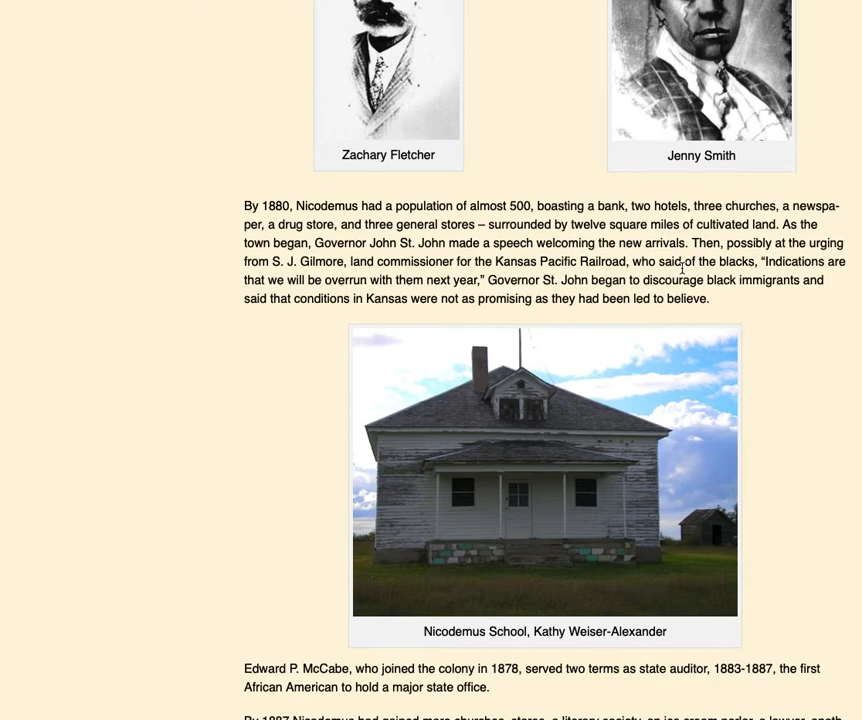 Zachary Fletcher
Jenny Smith
By 1880, Nicodemus had a population of almost 500, boasting a bank, two hotels, three churches, a newspa-
per, a drug store, and three general stores – surrounded by twelve square miles of cultivated land. As the
town began, Governor John St. John made a speech welcoming the new arrivals. Then, possibly at the urging
from S. J. Gilmore, land commissioner for the Kansas Pacific Railroad, who said of the blacks, “Indications are
that we will be overrun with them next year,” Governor St. John began to discourage black immigrants and
said that conditions in Kansas were not as promising as they had been led to believe.
Nicodemus School, Kathy Weiser-Alexander
Edward P. McCabe, who joined the colony in 1878, served two terms as state auditor, 1883-1887, the first
African American to hold a major state office.
By 1887 Nicodemus had gained more churches, stores, a literary society, an ice cream parlor, a lawyer, anoth-